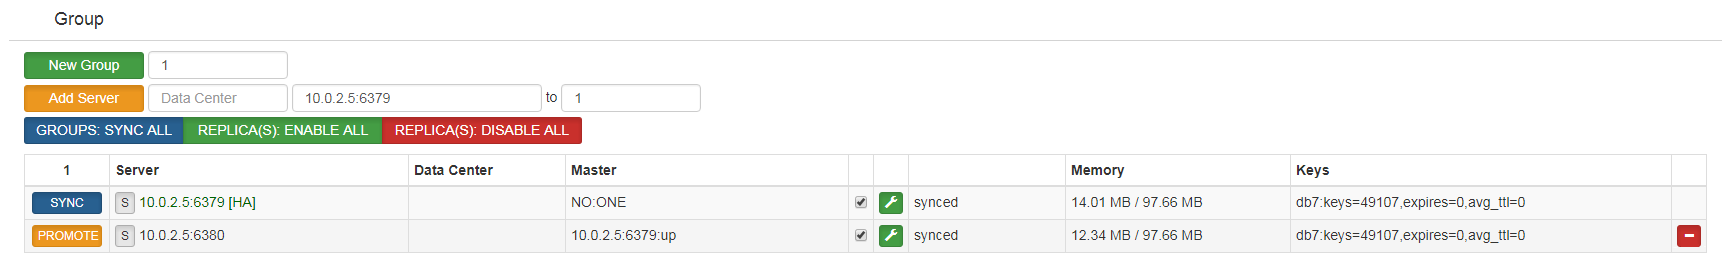 Group
New Group 1
Add Server Data Center 10.0.2.5:6379 to 1
GROUPS: SYNC ALL REPLICA(S): ENABLE ALL REPLICA(S): DISABLE ALL
1 Server Data Center Master Memory Keys
SYNC S 10.0.2.5:6379 [HA] NO:ONE synced 14.01 MB / 97.66 MB db7:keys=49107,expires=0,avg_ttl=0
PROMOTE S 10.0.2.5:6380 10.0.2.5:6379:up synced 12.34 MB / 97.66 MB db7:keys=49107,expires=0,avg_ttl=0